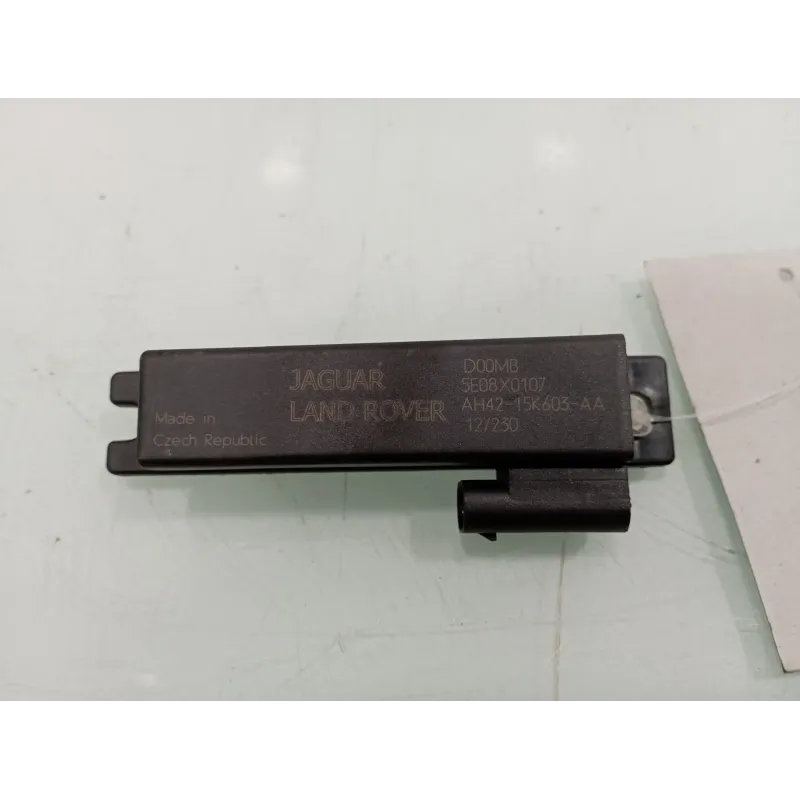 JAGUAR
LAND ROVER
Made in
Czech Republic
D00MB
5E08X0107
AH42-15K603-AA
12/230